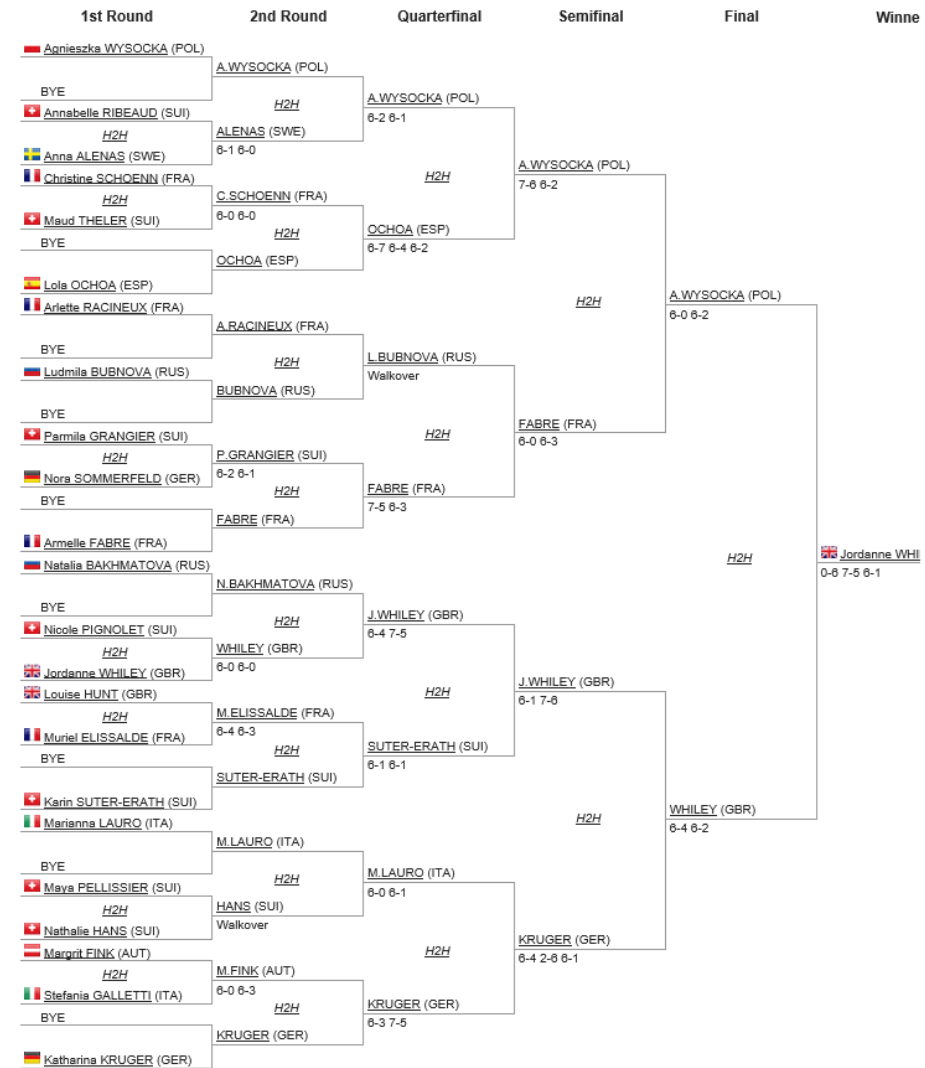 1st Round
2nd Round
Quarterfinal
Semifinal
Final
Winne
Agnieszka WYSOCKA (POL)
BYE
Annabelle RIBEAUD (SUI)
H2H
Anna ALENAS (SWE)
Christine SCHOENN (FRA)
H2H
Maud THELER (SUI)
BYE
Lola OCHOA (ESP)
Arlette RACINEUX (FRA)
BYE
Ludmila BUBNOVA (RUS)
BYE
Parmila GRANGIER (SUI)
H2H
Nora SOMMERFELD (GER)
BYE
Armelle FABRE (FRA)
Natalia BAKHMATOVA (RUS)
BYE
Nicole PIGNOLET (SUI)
H2H
Jordanne WHILEY (GBR)
Louise HUNT (GBR)
H2H
Muriel ELISSALDE (FRA)
BYE
Karin SUTER-ERATH (SUI)
Marianna LAURO (ITA)
BYE
Maya PELLISSIER (SUI)
H2H
Nathalie HANS (SUI)
Margrit FINK (AUT)
H2H
Stefania GALLETTI (ITA)
BYE
Katharina KRUGER (GER)
A.WYSOCKA (POL)
H2H
ALENAS (SWE)
6-1 6-0
C.SCHOENN (FRA)
6-0 6-0
H2H
OCHOA (ESP)
A.RACINEUX (FRA)
H2H
BUBNOVA (RUS)
P.GRANGIER (SUI)
6-2 6-1
H2H
FABRE (FRA)
N.BAKHMATOVA (RUS)
H2H
WHILEY (GBR)
6-0 6-0
M.ELISSALDE (FRA)
6-4 6-3
H2H
SUTER-ERATH (SUI)
M.LAURO (ITA)
H2H
HANS (SUI)
Walkover
M.FINK (AUT)
6-0 6-3
H2H
KRUGER (GER)
A.WYSOCKA (POL)
6-2 6-1
H2H
OCHOA (ESP)
6-7 6-4 6-2
L.BUBNOVA (RUS)
Walkover
H2H
FABRE (FRA)
7-5 6-3
J.WHILEY (GBR)
6-4 7-5
H2H
SUTER-ERATH (SUI)
6-1 6-1
M.LAURO (ITA)
6-0 6-1
H2H
KRUGER (GER)
6-3 7-5
A.WYSOCKA (POL)
7-6 6-2
H2H
FABRE (FRA)
6-0 6-3
J.WHILEY (GBR)
6-1 7-6
H2H
KRUGER (GER)
6-4 2-6 6-1
A.WYSOCKA (POL)
6-0 6-2
H2H
WHILEY (GBR)
6-4 6-2
Jordanne WHI
0-6 7-5 6-1